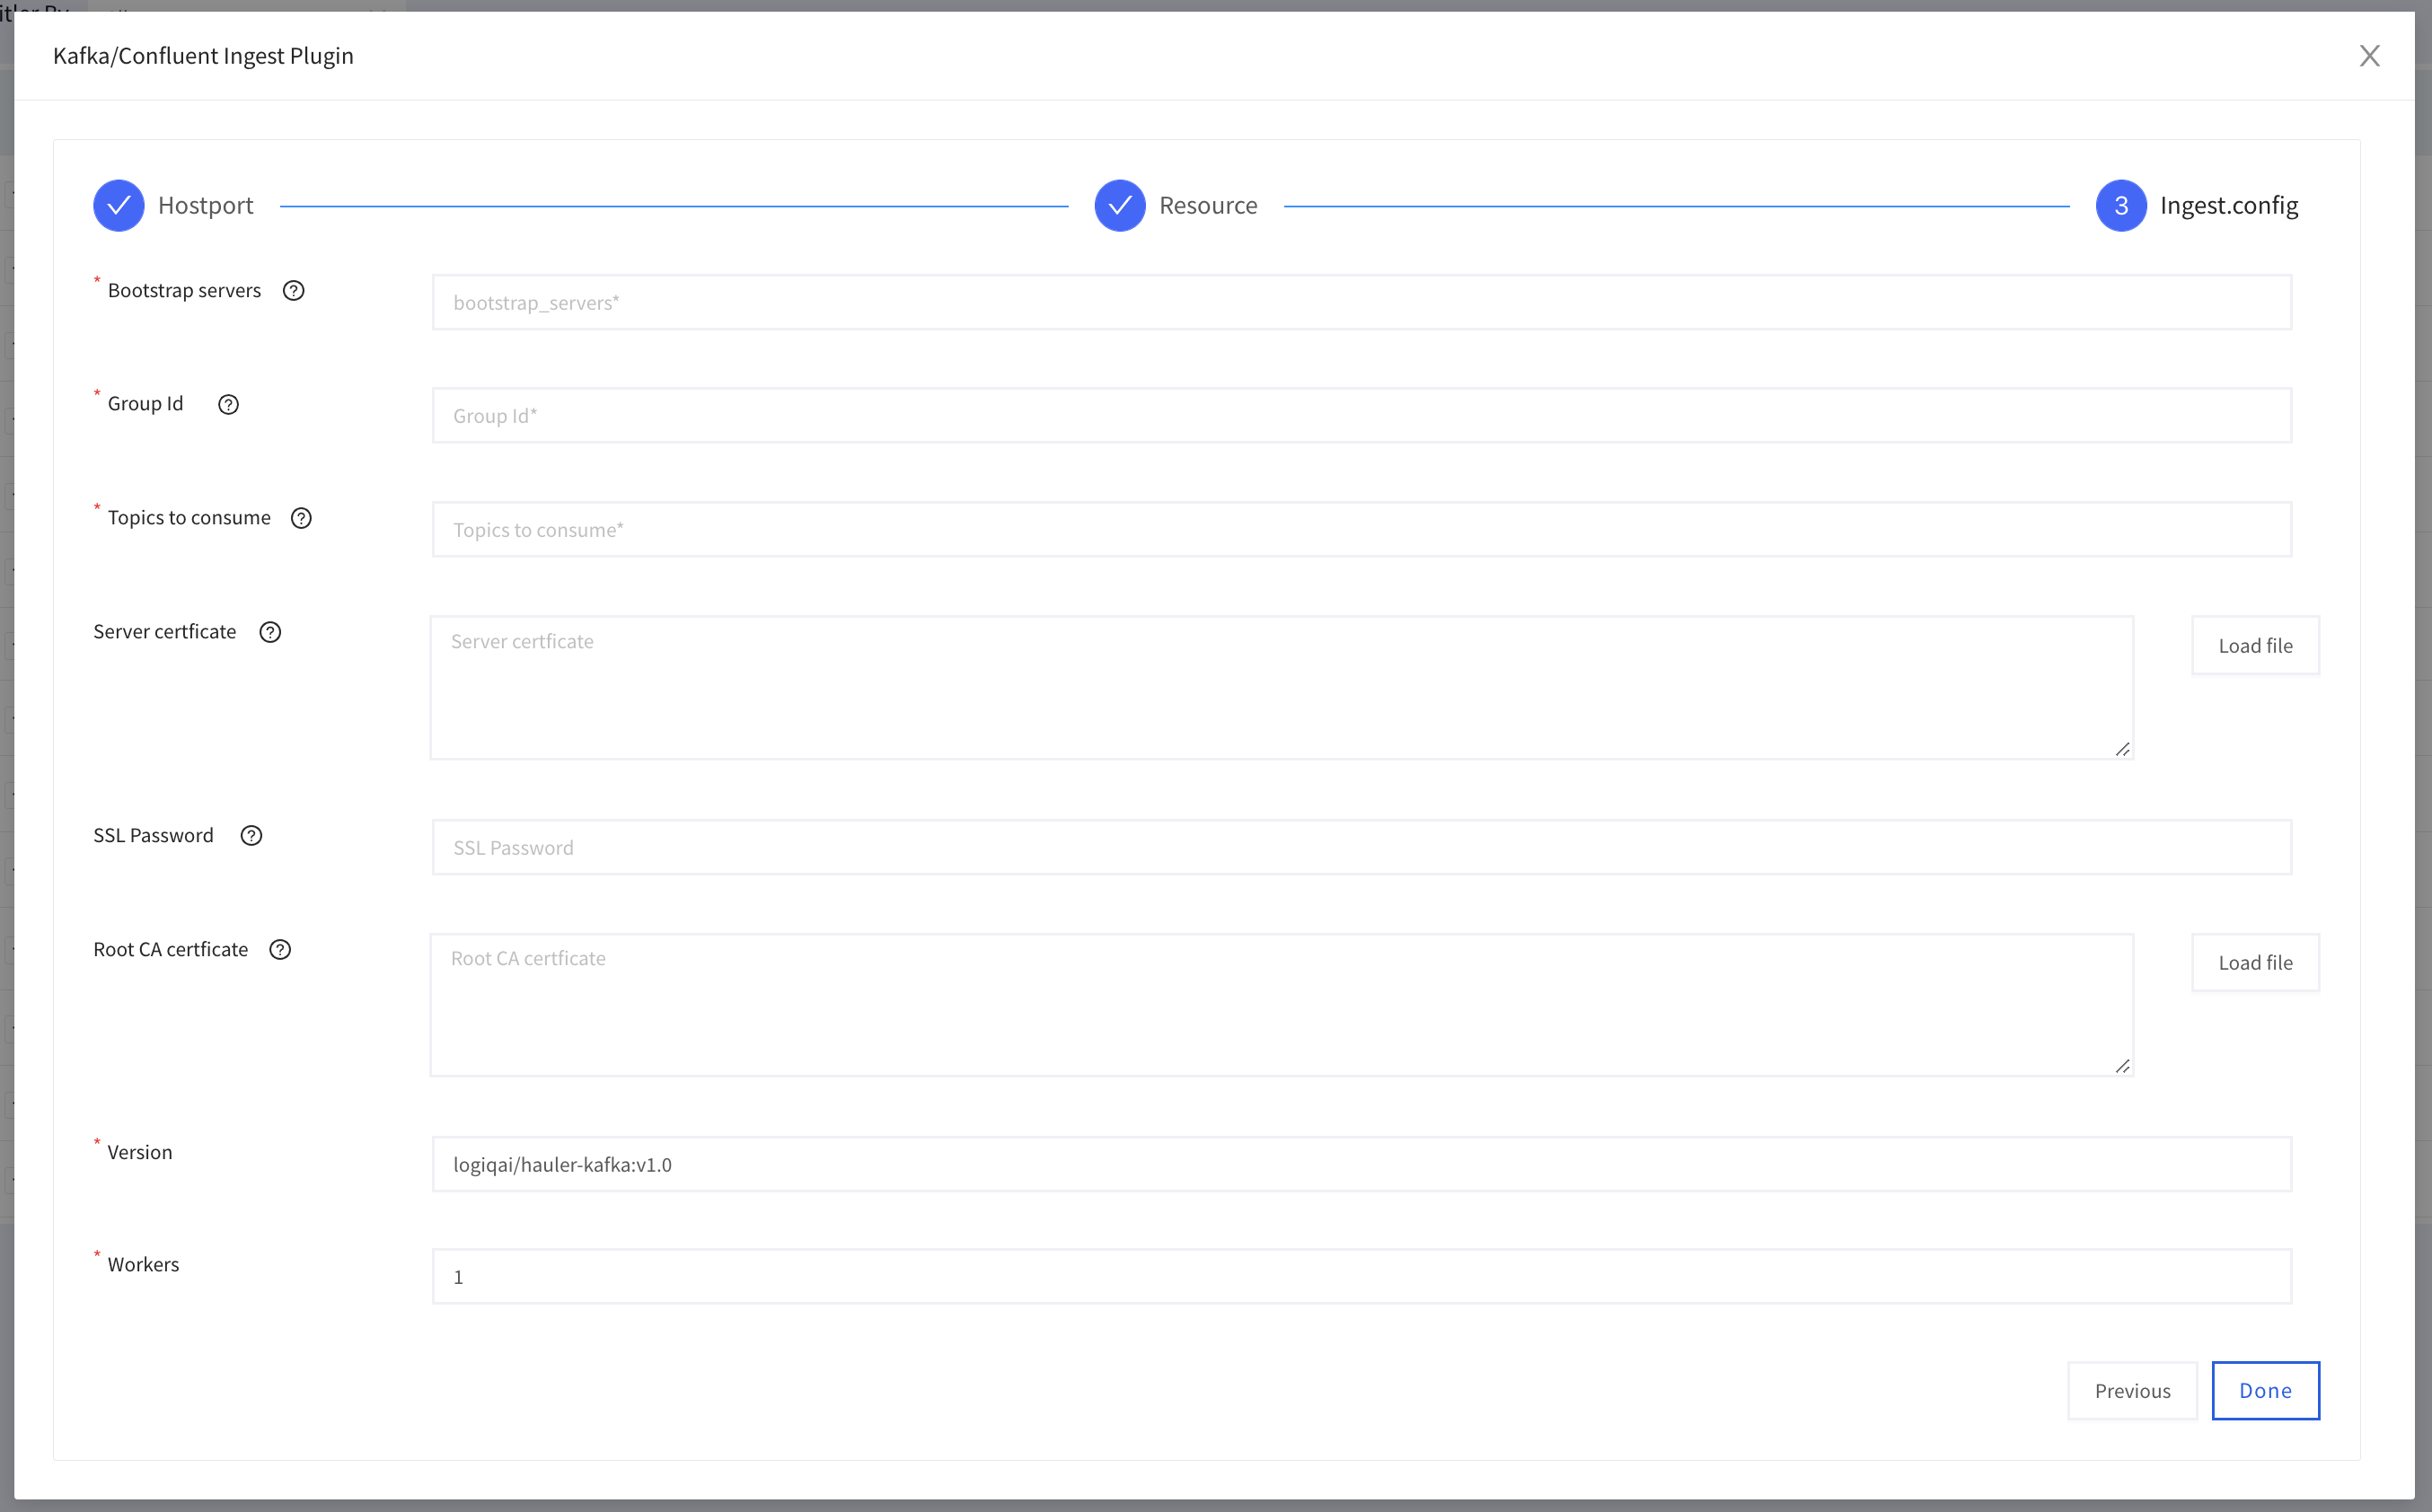 Kafka/Confluent Ingest Plugin
Hostport
Resource
3 Ingest.config
* Bootstrap servers ?
bootstrap_servers*
* Group Id ?
Group Id*
* Topics to consume ?
Topics to consume*
Server certficate ?
Server certficate
Load file
SSL Password ?
SSL Password
Root CA certficate ?
Root CA certficate
Load file
* Version
logiqai/hauler-kafka:v1.0
* Workers
1
Previous
Done